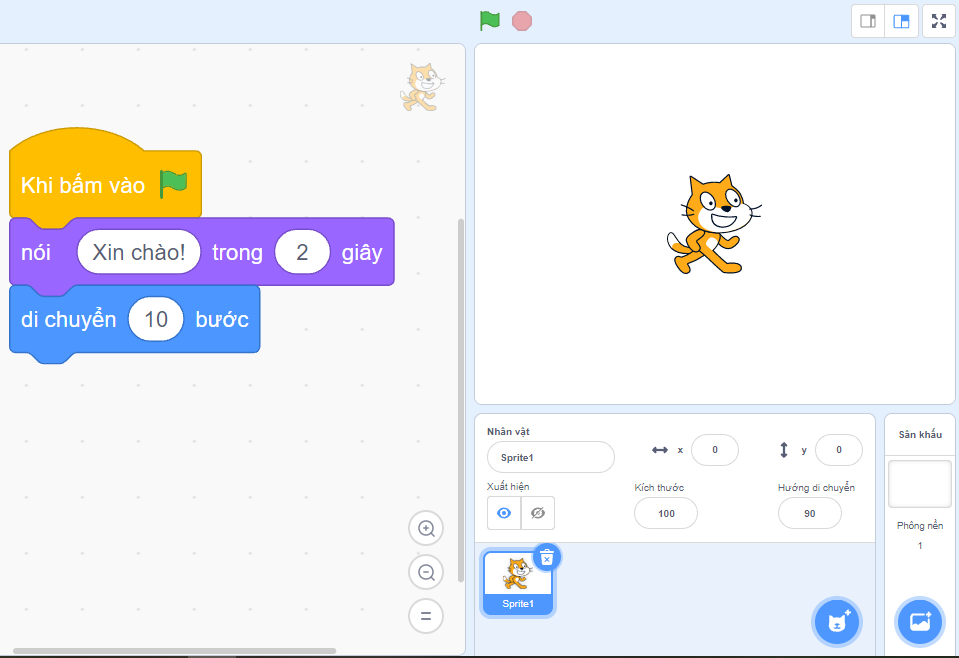 Khi bấm vào
nói Xin chào! trong 2 giây
di chuyển 10 bước
Nhân vật
Sprite1
x 0
y 0
Xuất hiện
Kích thước
100
Hướng di chuyển
90
Sprite1
Sân khấu
Phông nền
1